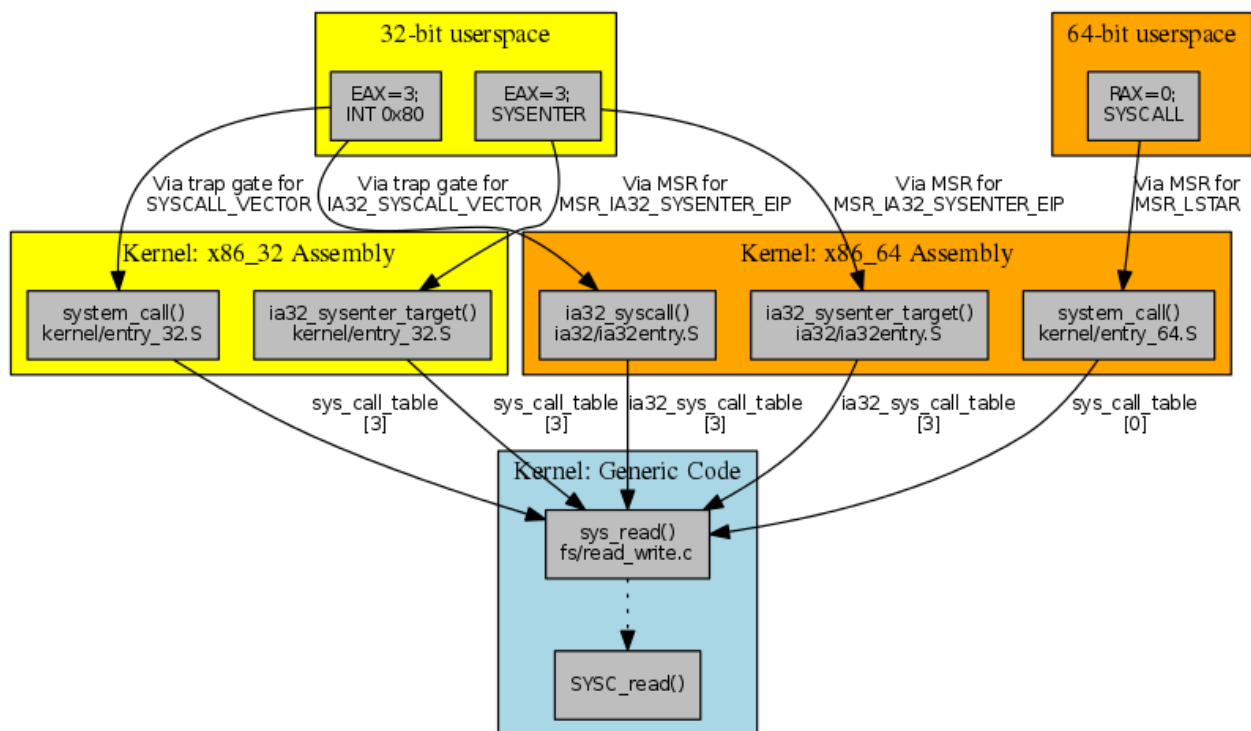 32-bit userspace
64-bit userspace
EAX=3;
INT 0x80
EAX=3;
SYSENTER
RAX=0;
SYSCALL
Via trap gate for
SYSCALL_VECTOR
Via trap gate for
IA32_SYSCALL_VECTOR
Via MSR for
MSR_IA32_SYSENTER_EIP
Via MSR for
MSR_IA32_SYSENTER_EIP
Via MSR for
MSR_LSTAR
Kernel: x86_32 Assembly
Kernel: x86_64 Assembly
system_call()
kernel/entry_32.S
ia32_sysenter_target()
kernel/entry_32.S
ia32_syscall()
ia32/ia32entry.S
ia32_sysenter_target()
ia32/ia32entry.S
system_call()
kernel/entry_64.S
sys_call_table
[3]
sys_call_table
[3]
ia32_sys_call_table
[3]
ia32_sys_call_table
[3]
sys_call_table
[0]
Kernel: Generic Code
sys_read()
fs/read_write.c
SYSC_read()